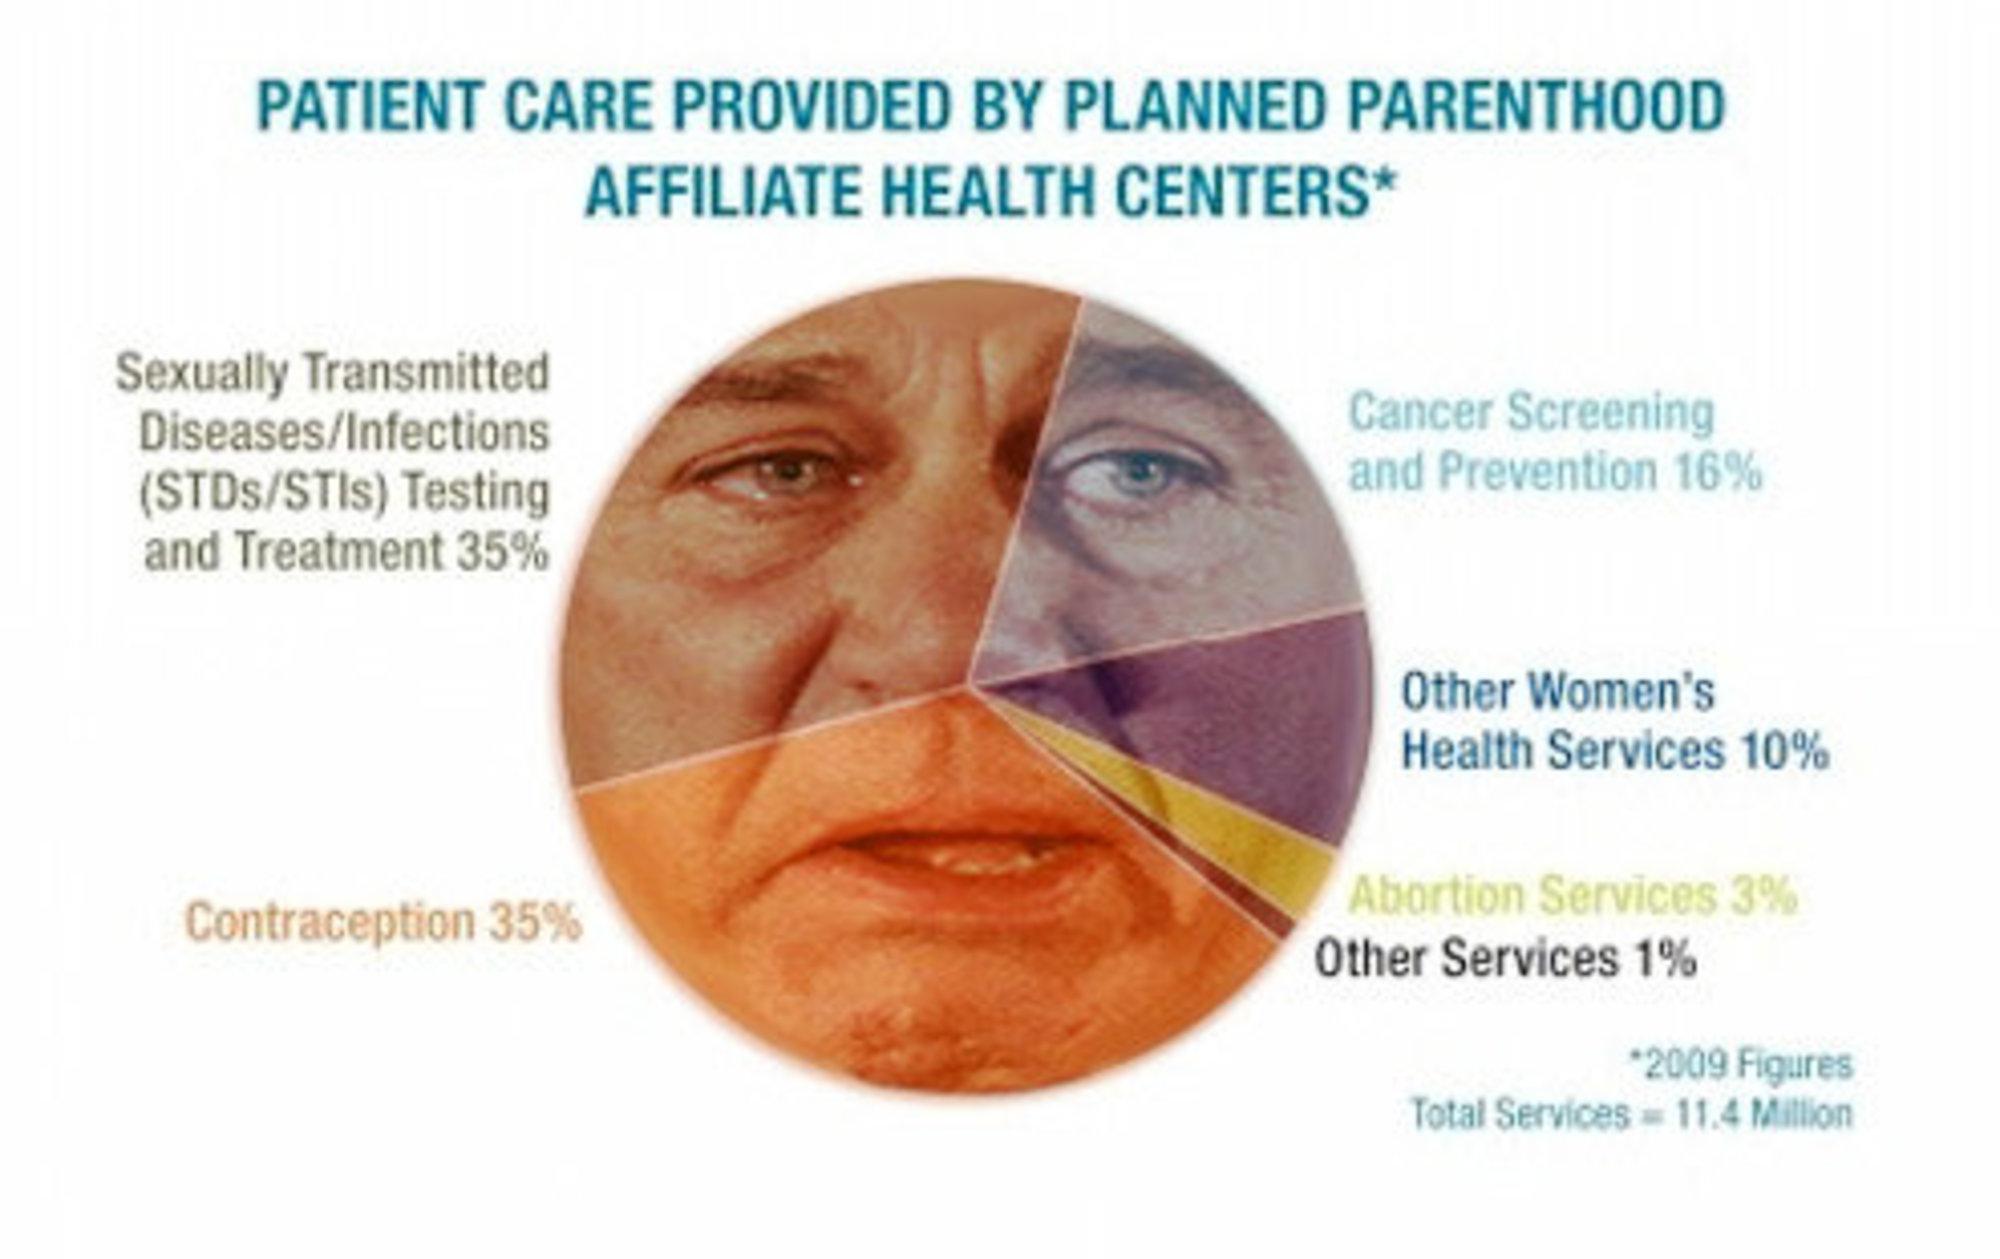 PATIENT CARE PROVIDED BY PLANNED PARENTHOOD
AFFILIATE HEALTH CENTERS*
Sexually Transmitted
Diseases/Infections
(STDs/STIs) Testing
and Treatment 35%
Cancer Screening
and Prevention 16%
Other Women's
Health Services 10%
Contraception 35%
Abortion Services 3%
Other Services 1%
*2009 Figures
Total Services = 11.4 Million